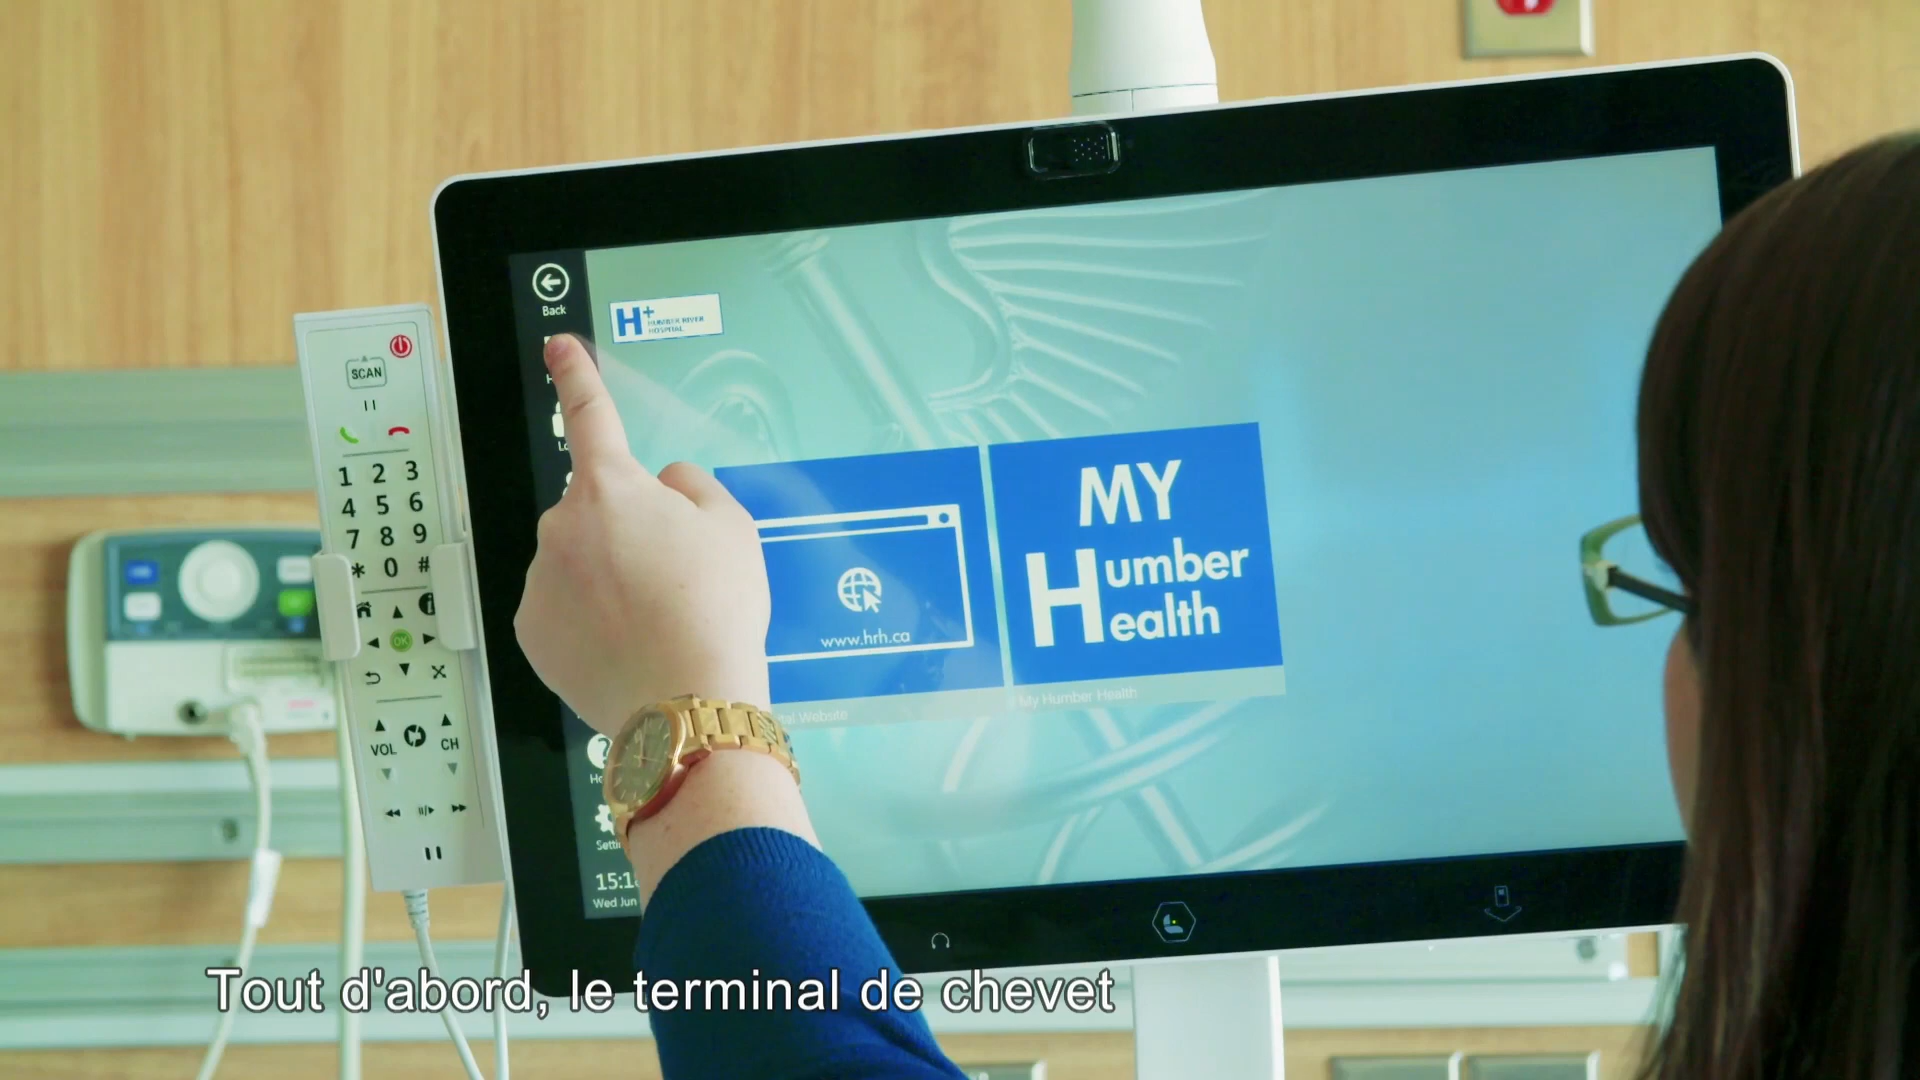 Back
H+ HUMBER RIVER
HOSPITAL
SCAN
1 2 3
4 5 6
7 8 9
* 0 #
OK
VOL CH
www.hrh.ca
MY
Humber
Health
My Humber Health
Website
15:1
Wed Jun
Tout d'abord, le terminal de chevet